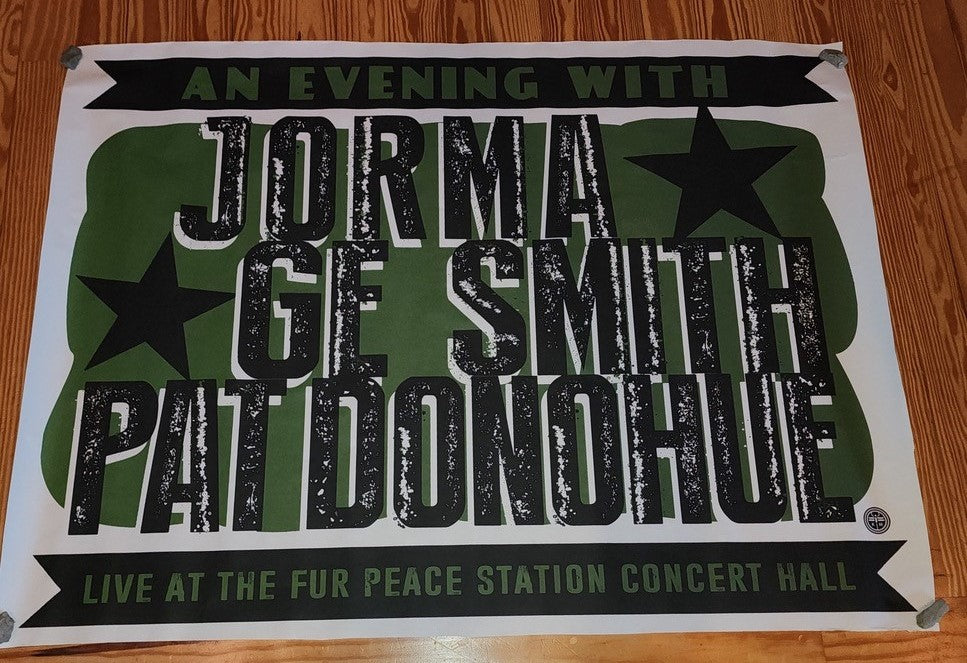 AN EVENING WITH
JORMA
GE SMITH
PAT DONOHUE
LIVE AT THE FUR PEACE STATION CONCERT HALL